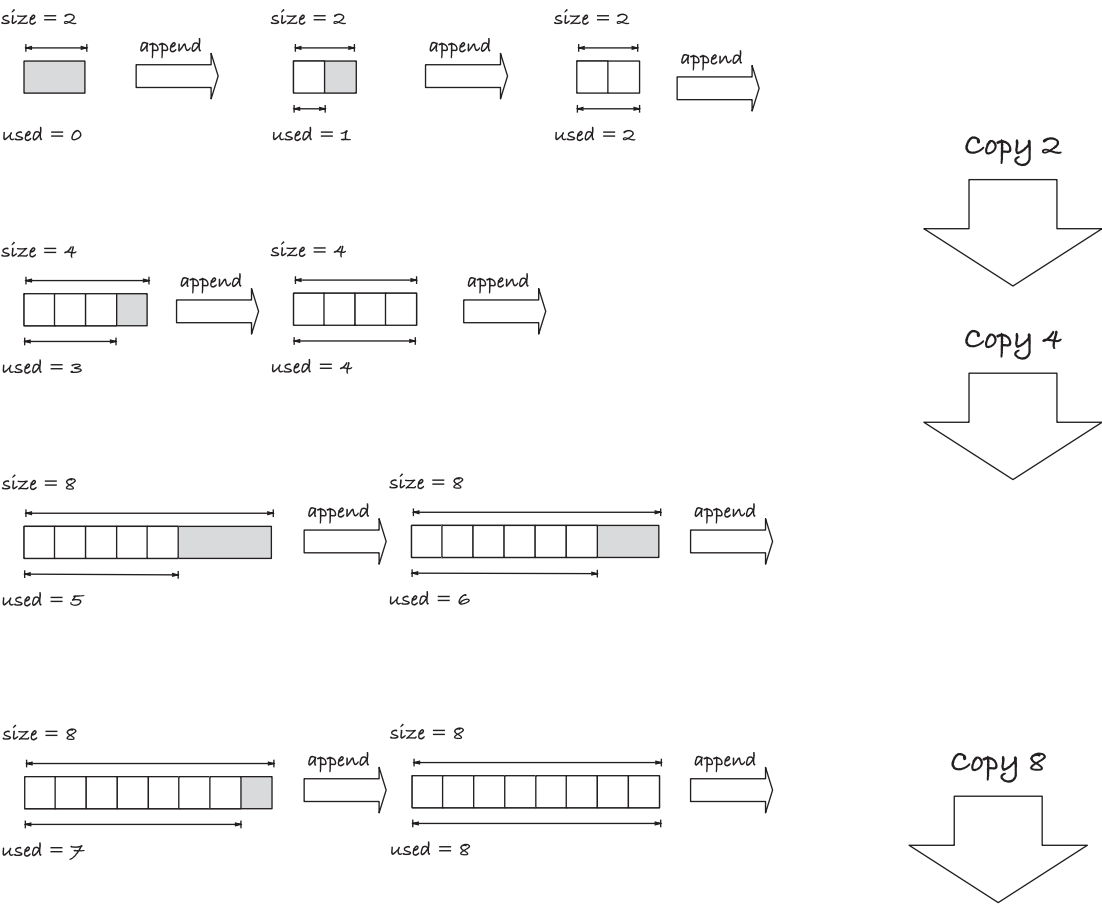 size = 2
size = 2
size = 2
append
append
append
used = 0
used = 1
used = 2
Copy 2
size = 4
size = 4
append
append
used = 3
used = 4
Copy 4
size = 8
size = 8
append
append
used = 5
used = 6
size = 8
size = 8
append
append
used = 7
used = 8
Copy 8